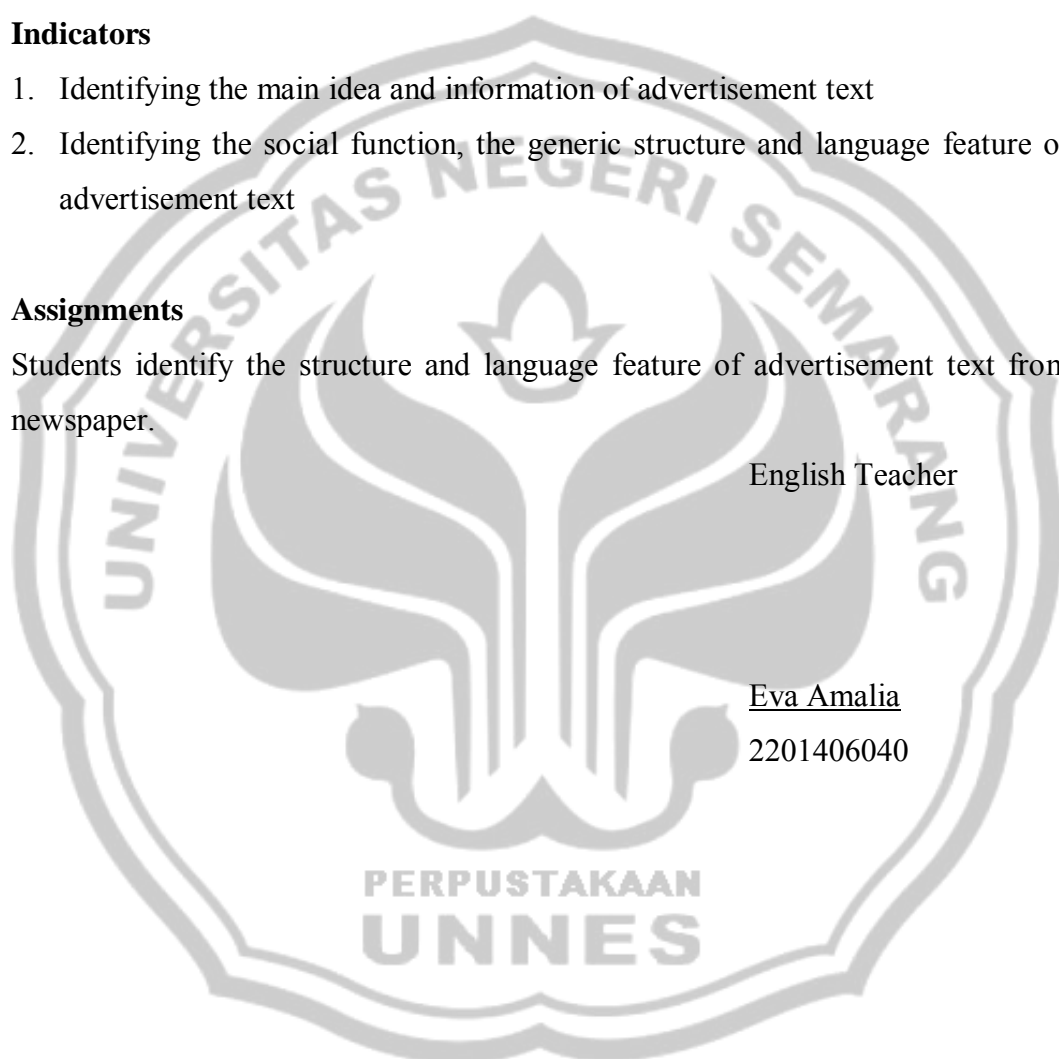 Indicators
1. Identifying the main idea and information of advertisement text
2. Identifying the social function, the generic structure and language feature o
advertisement text
Assignments
Students identify the structure and language feature of advertisement text fron
newspaper.
English Teacher
Eva Amalia
2201406040
UNIVERSITAS NEGERI SEMARANG
PERPUSTAKAAN
UNNES